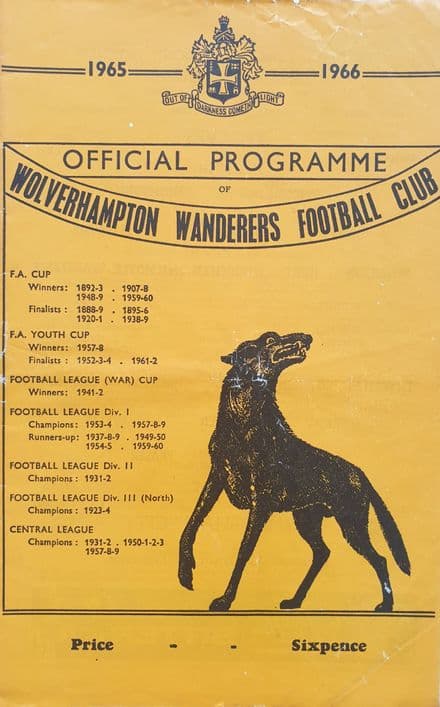 1965 1966
OUT OF DARKNESS COMETH LIGHT
OFFICIAL PROGRAMME
OF
WOLVERHAMPTON WANDERERS FOOTBALL CLUB
F.A. CUP
Winners: 1892-3 . 1907-8
1948-9 . 1959-60
Finalists : 1888-9 . 1895-6
1920-1 . 1938-9
F.A. YOUTH CUP
Winners: 1957-8
Finalists : 1952-3-4 . 1961-2
FOOTBALL LEAGUE (WAR) CUP
Winners: 1941-2
FOOTBALL LEAGUE Div. I
Champions : 1953-4 . 1957-8-9
Runners-up: 1937-8-9 . 1949-50
1954-5 . 1959-60
FOOTBALL LEAGUE Div. II
Champions : 1931-2
FOOTBALL LEAGUE Div. III (North)
Champions : 1923-4
CENTRAL LEAGUE
Champions : 1931-2 . 1950-1-2-3
1957-8-9
Price - - Sixpence